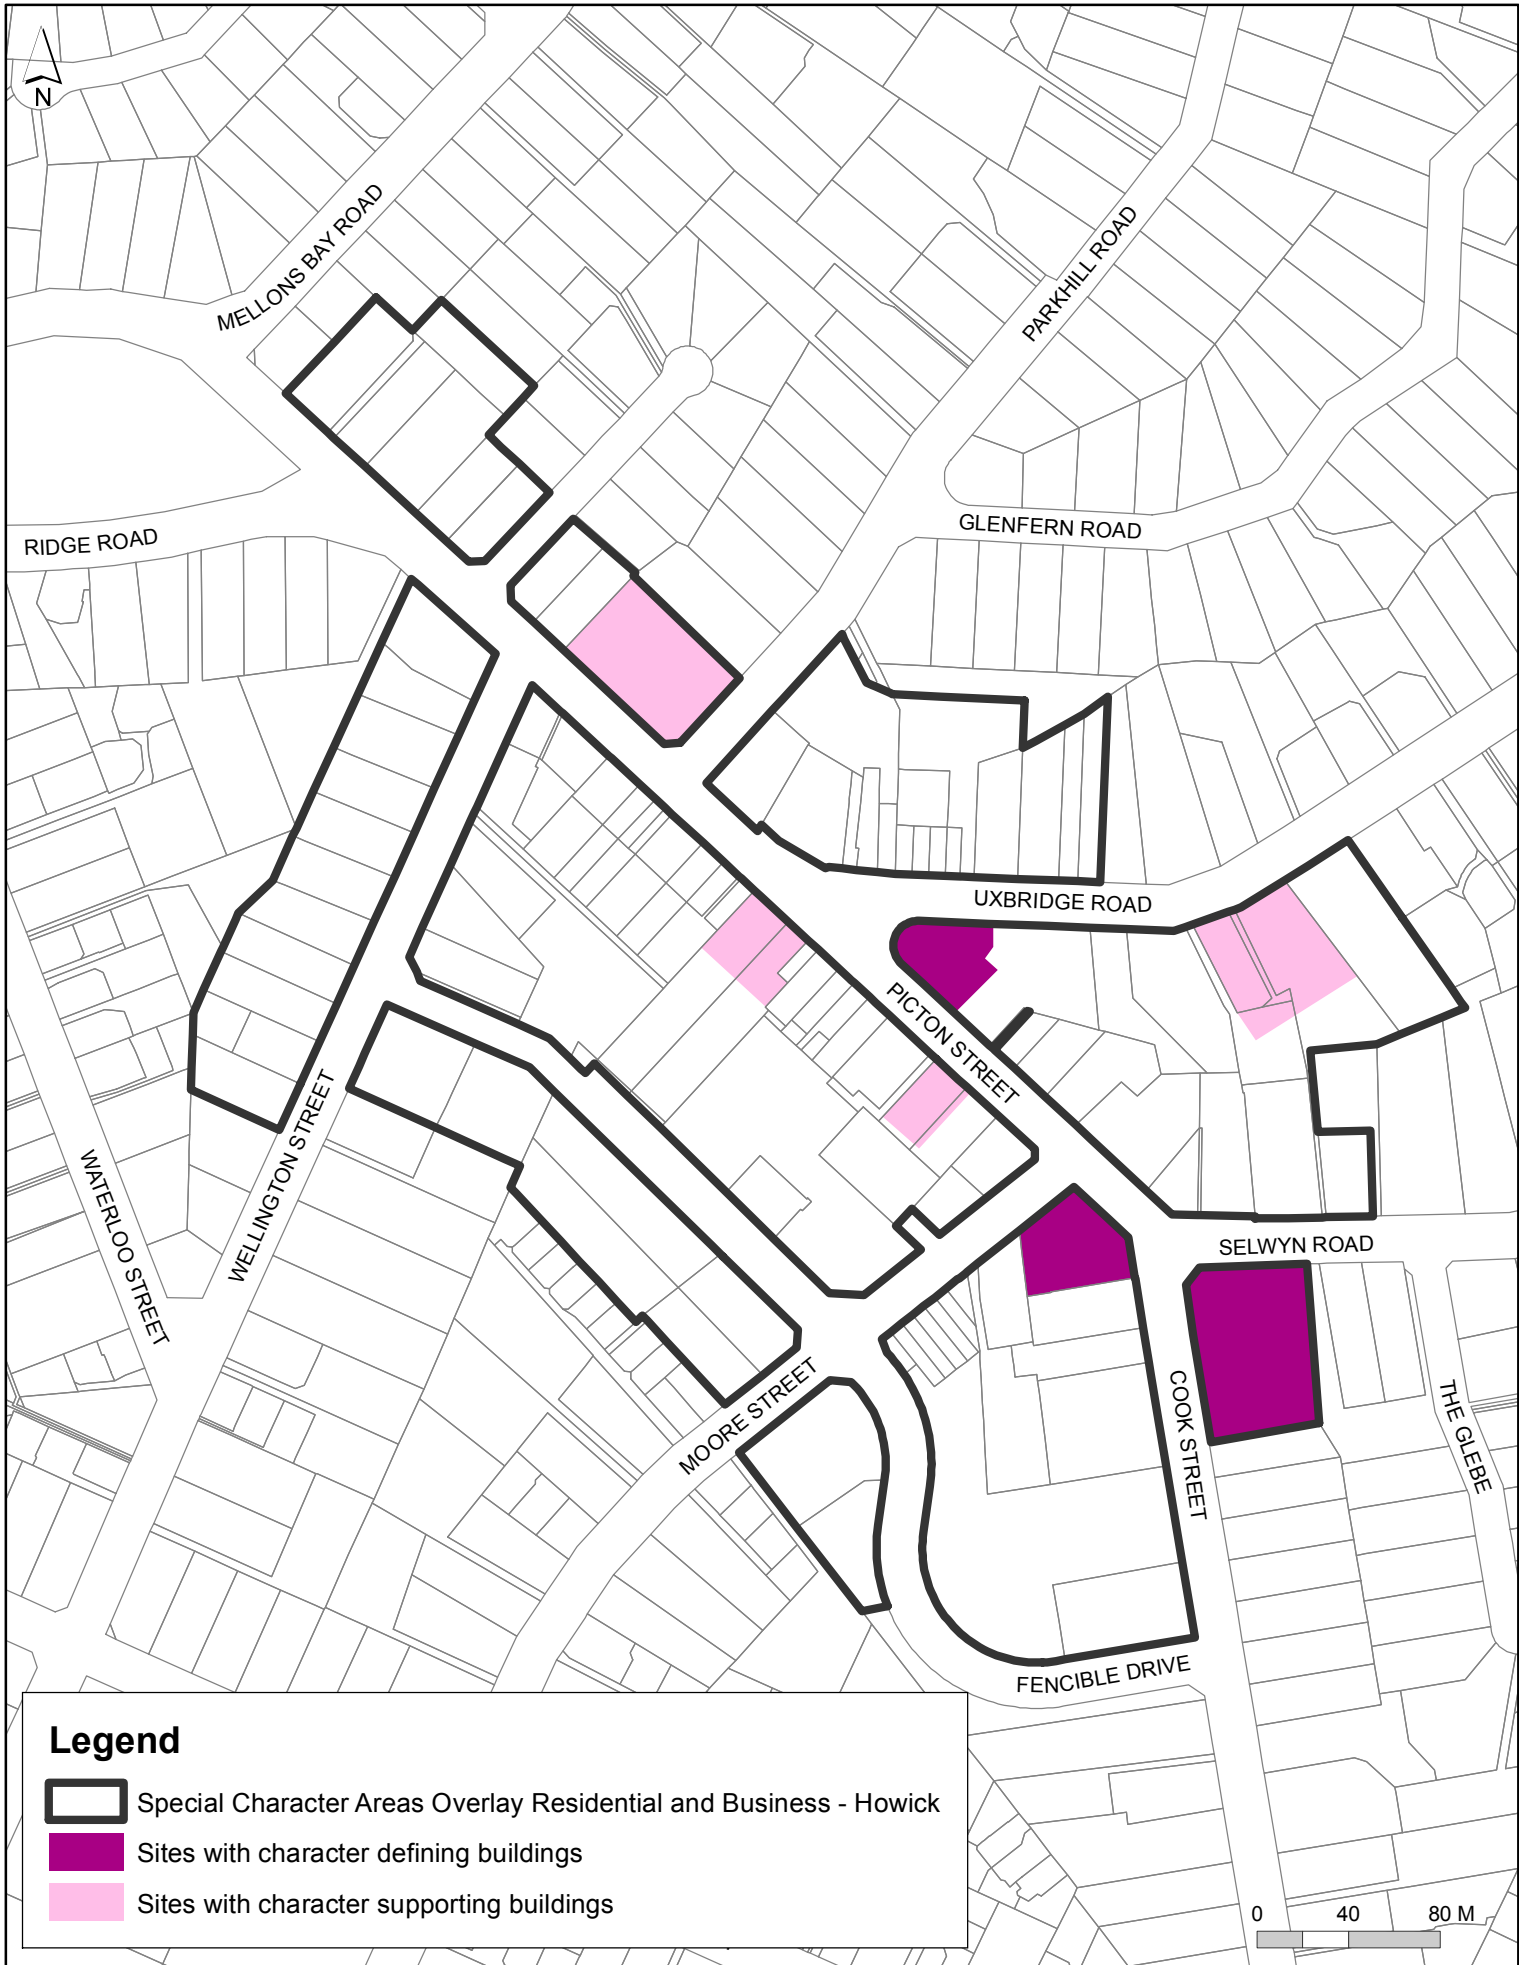 N
MELLONS BAY ROAD
PARKHILL ROAD
GLENFERN ROAD
RIDGE ROAD
UXBRIDGE ROAD
PICTON STREET
WATERLOO STREET
WELLINGTON STREET
SELWYN ROAD
MOORE STREET
COOK STREET
THE GLEBE
FENCIBLE DRIVE
Legend
Special Character Areas Overlay Residential and Business - Howick
Sites with character defining buildings
Sites with character supporting buildings
0 40 80 M